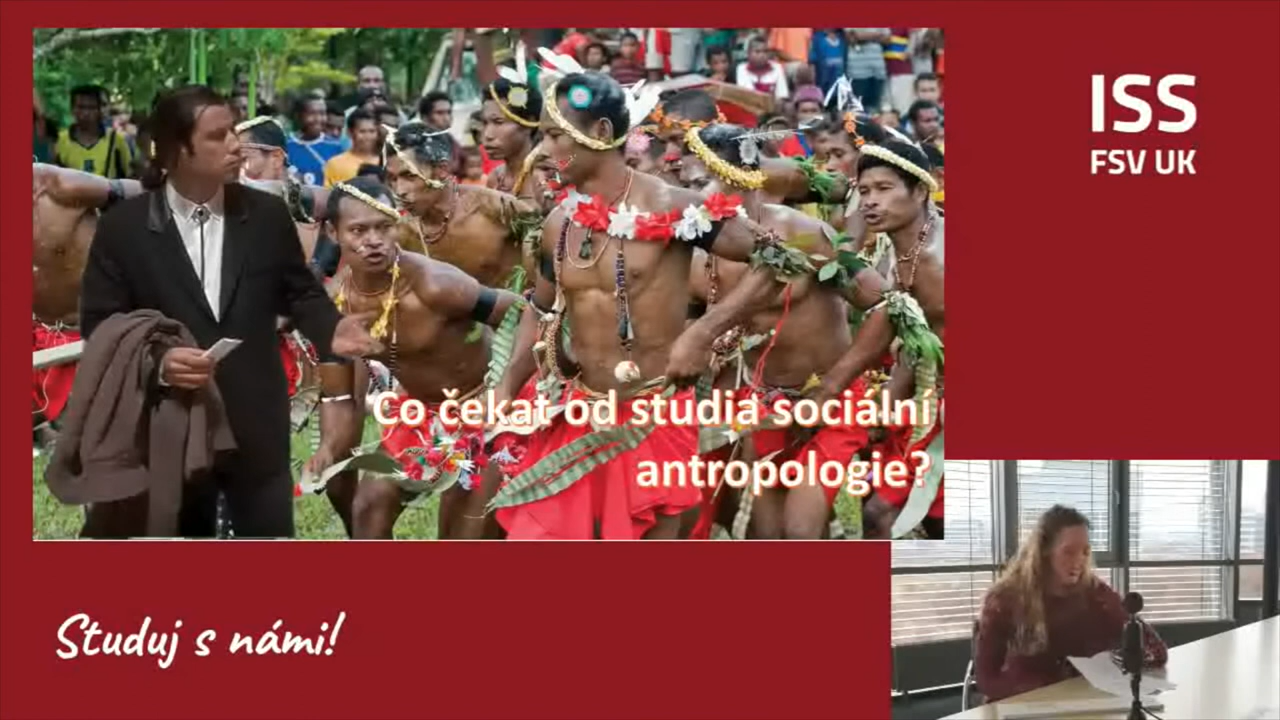 ISS
FSV UK
Co čekat od studia sociální
antropologie?
Studuj s námi!